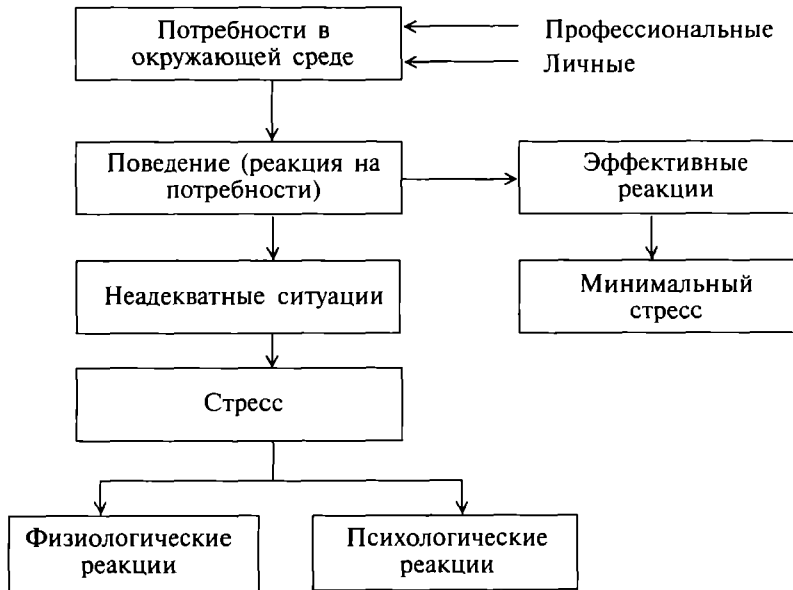 Потребности в
окружающей среде
Профессиональные
Личные
Поведение (реакция на
потребности)
Эффективные
реакции
Неадекватные ситуации
Минимальный
стресс
Стресс
Физиологические
реакции
Психологические
реакции